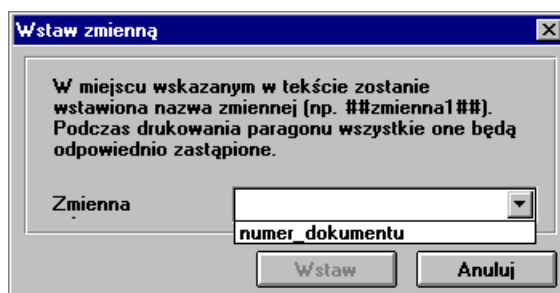 Wstaw zmienną
W miejscu wskazanym w tekście zostanie
wstawiona nazwa zmiennej (np. ##zmienna1##).
Podczas drukowania paragonu wszystkie one będą
odpowiednio zastąpione.
Zmienna
numer_dokumentu
Wstaw Anuluj